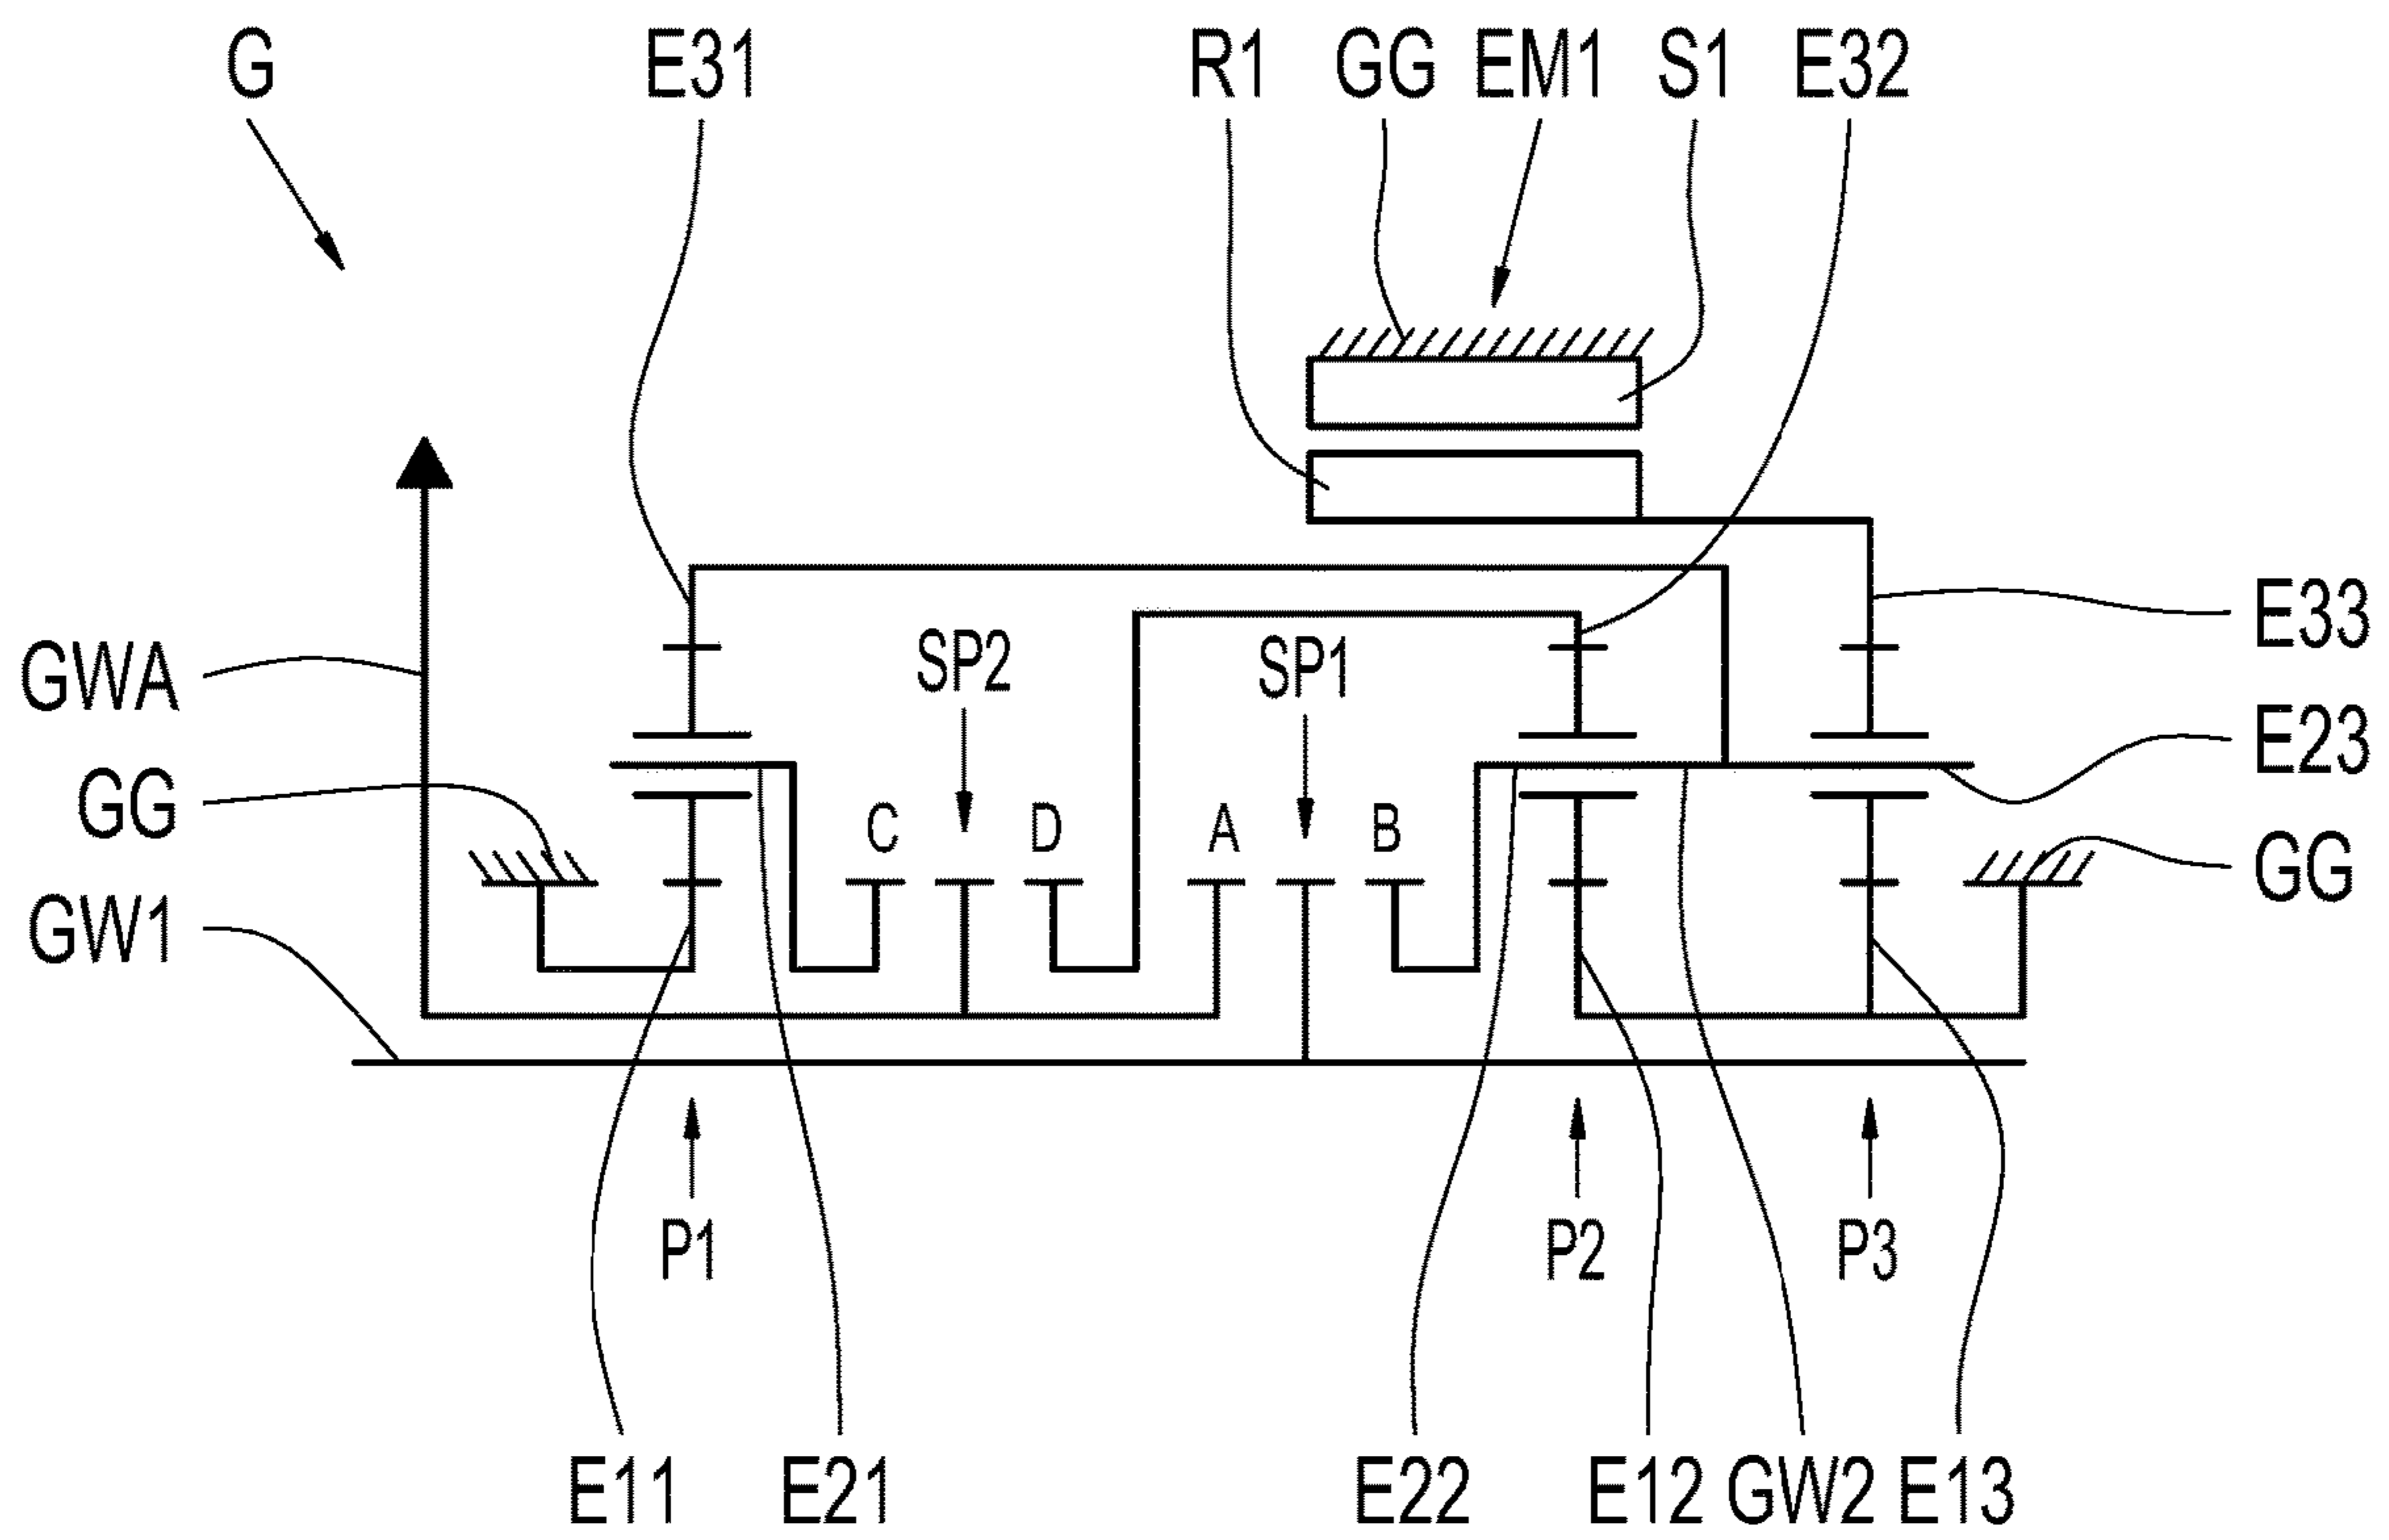 G E31 R1 GG EM1 S1 E32
E33
GWA SP2 SP1
E23
GG C D A B
GG
GW1
P1 P2 P3
E11 E21 E22 E12 GW2 E13